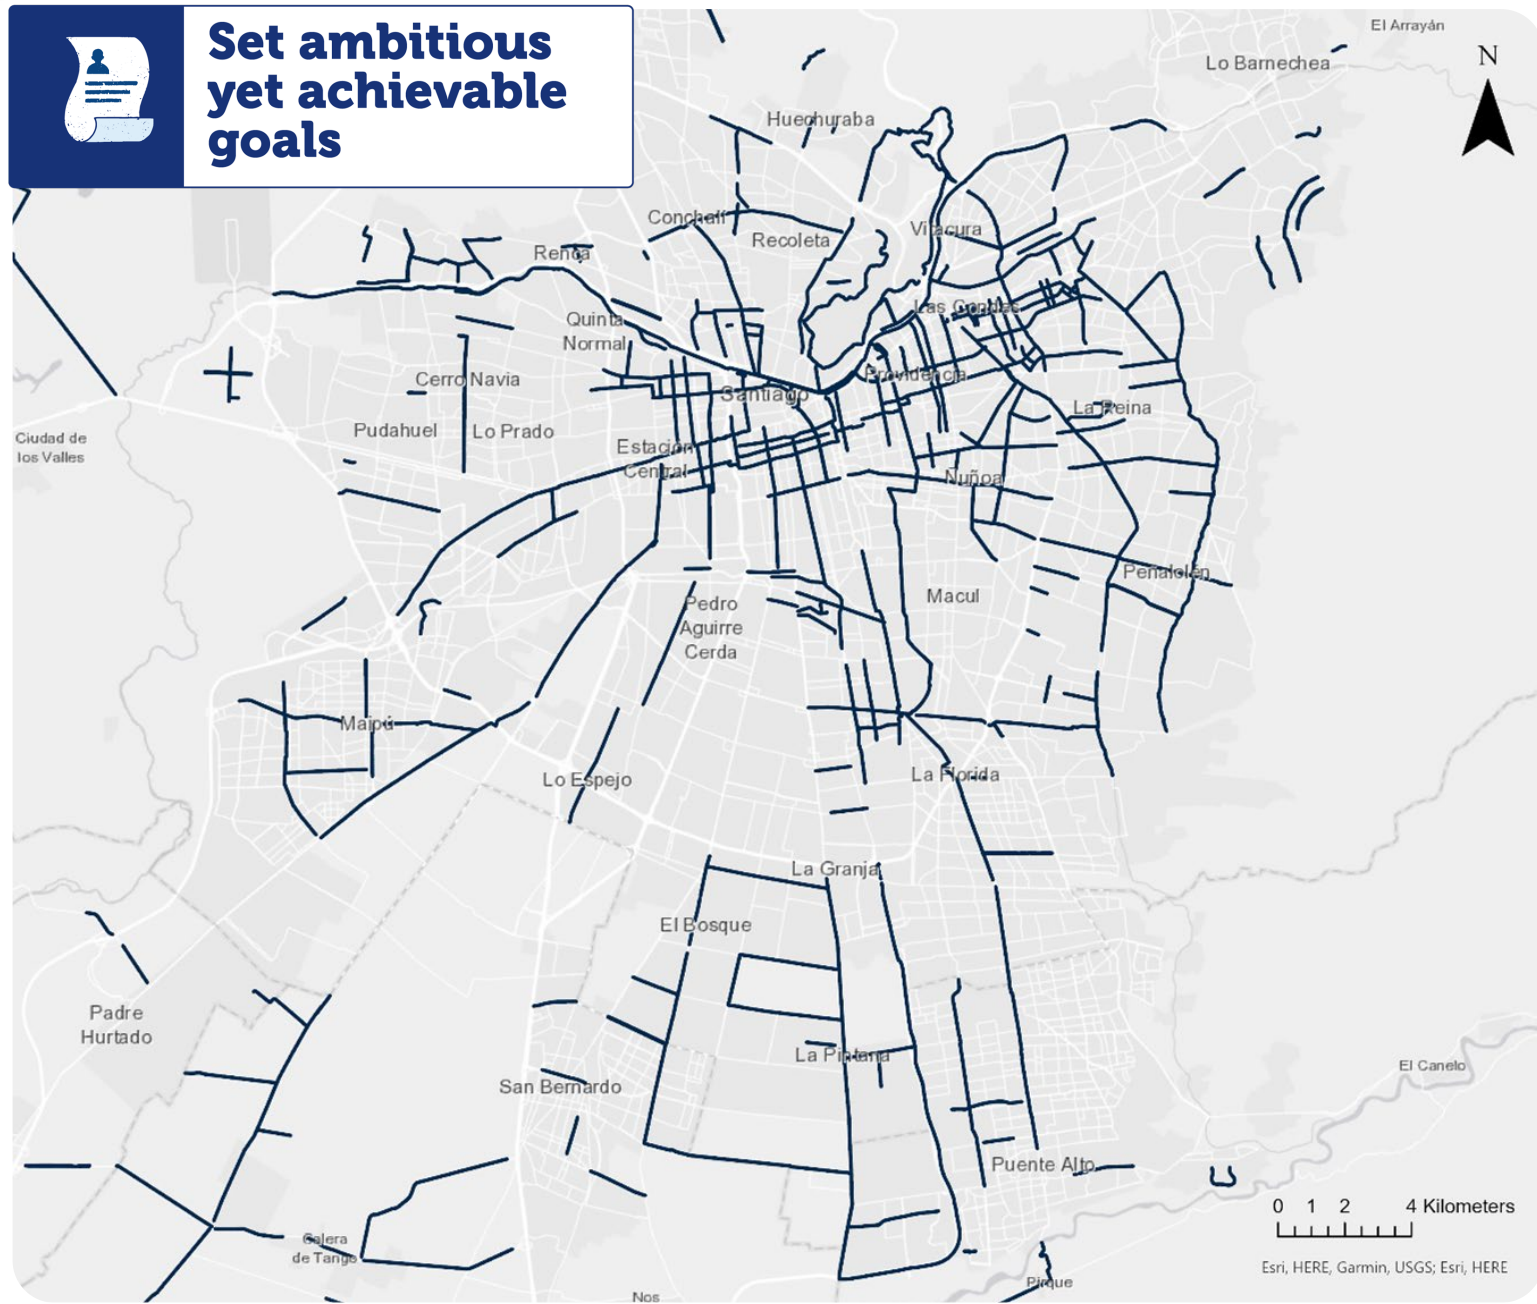 Set ambitious
yet achievable
goals
El Arrayán
Lo Barnechea
N
Huechuraba
Conchalí
Recoleta
Vitacura
Renca
Las Condes
Quinta
Normal
Cerro Navia
Providencia
Santiago
La Reina
Pudahuel
Lo Prado
Ciudad de
los Valles
Estación
Central
Ñuñoa
Peñalolén
Macul
Pedro
Aguirre
Cerda
Maipú
Lo Espejo
La Florida
La Granja
El Bosque
Padre
Hurtado
La Pintana
San Bernardo
El Canelo
Puente Alto
0 1 2 4 Kilometers
Calera
de Tango
Esri, HERE, Garmin, USGS; Esri, HERE
Pirque
Nos